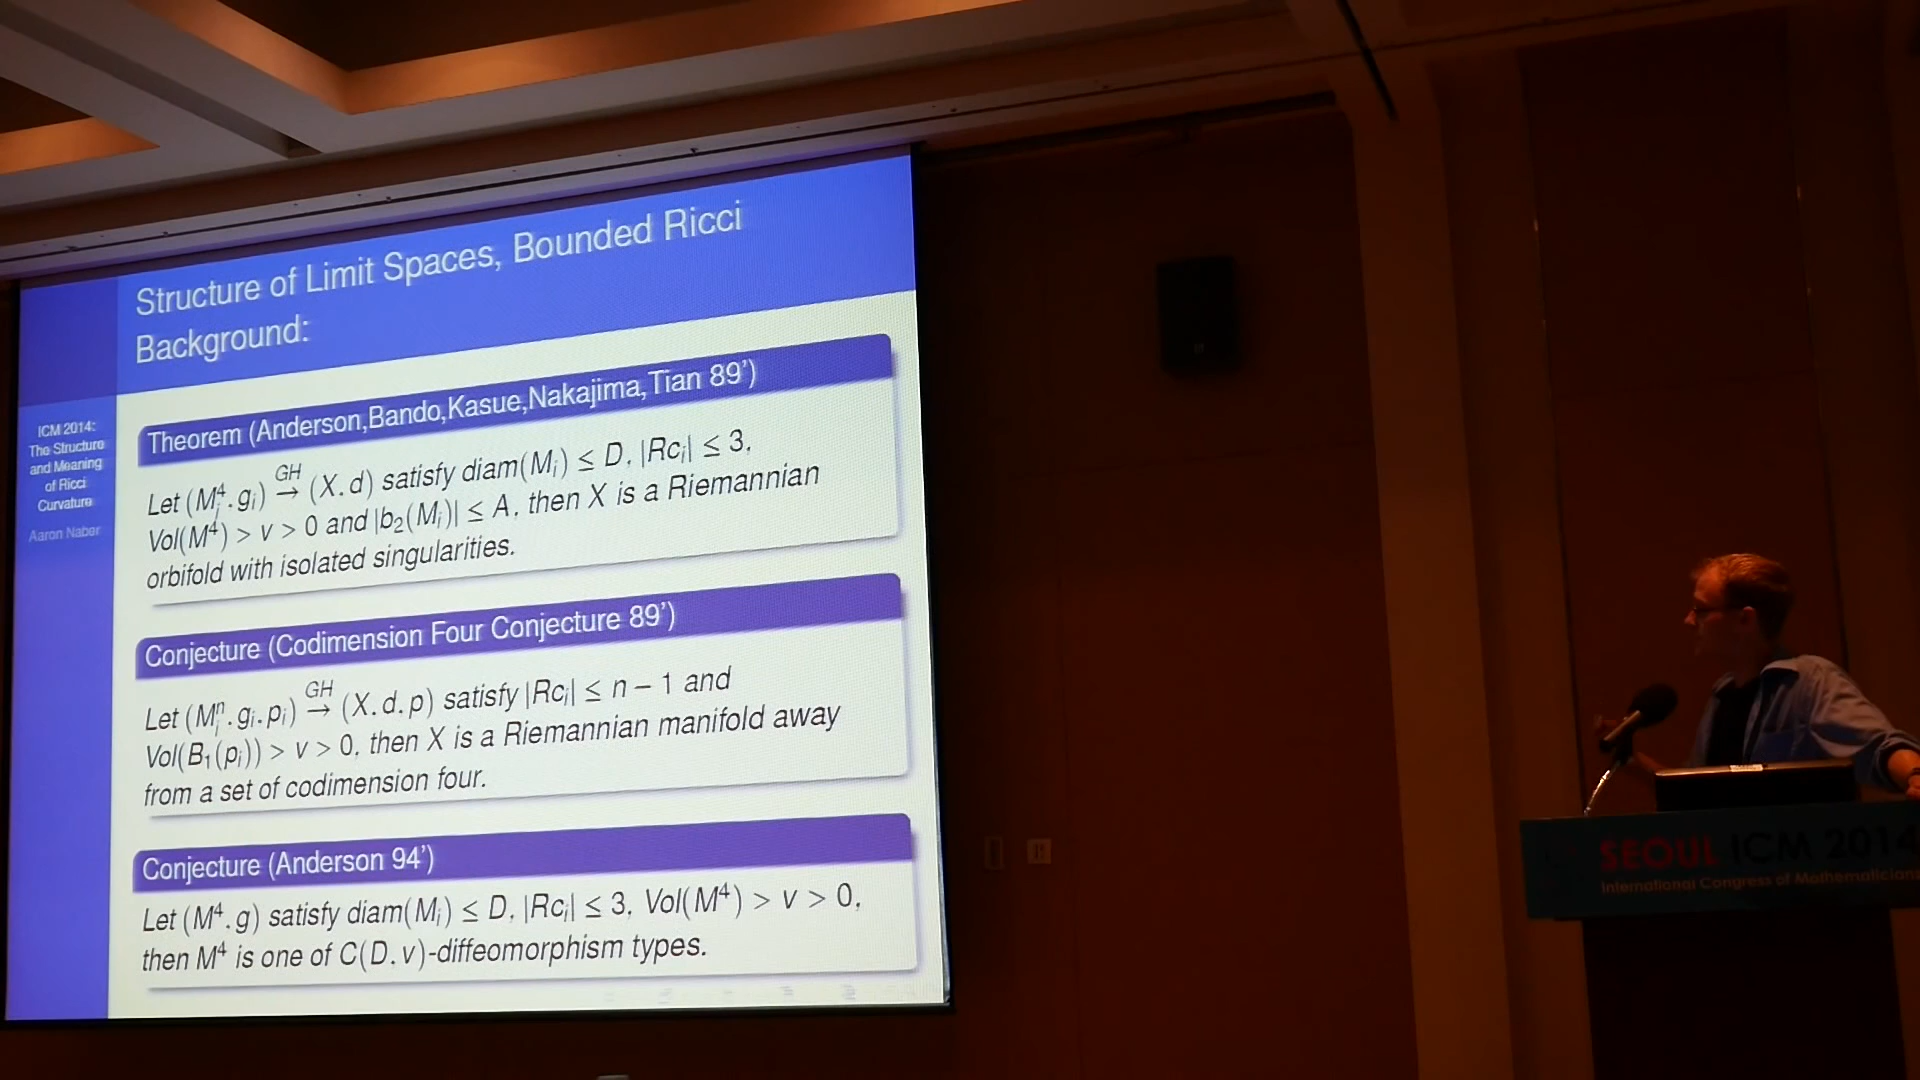 Structure of Limit Spaces, Bounded Ricci
Background:
ICM 2014:
The Structure
and Meaning
of Ricci
Curvature
Aaron Naber
Theorem (Anderson,Bando,Kasue,Nakajima,Tian 89')
Let (M⁴ᵢ, gᵢ) →^GH (X, d) satisfy diam(Mᵢ) ≤ D, |Rcᵢ| ≤ 3,
Vol(M⁴) > v > 0 and |b₂(Mᵢ)| ≤ A, then X is a Riemannian
orbifold with isolated singularities.
Conjecture (Codimension Four Conjecture 89')
Let (Mⁿᵢ, gᵢ, pᵢ) →^GH (X, d, p) satisfy |Rcᵢ| ≤ n − 1 and
Vol(B₁(pᵢ)) > v > 0, then X is a Riemannian manifold away
from a set of codimension four.
Conjecture (Anderson 94')
Let (M⁴, g) satisfy diam(Mᵢ) ≤ D, |Rcᵢ| ≤ 3, Vol(M⁴) > v > 0,
then M⁴ is one of C(D, v)-diffeomorphism types.
SEOUL ICM 2014
International Congress of Mathematicians